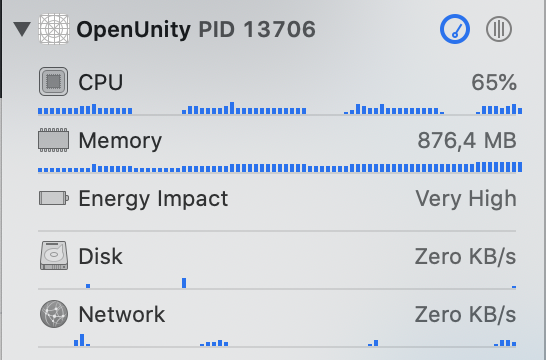 OpenUnity PID 13706
CPU 65%
Memory 876,4 MB
Energy Impact Very High
Disk Zero KB/s
Network Zero KB/s